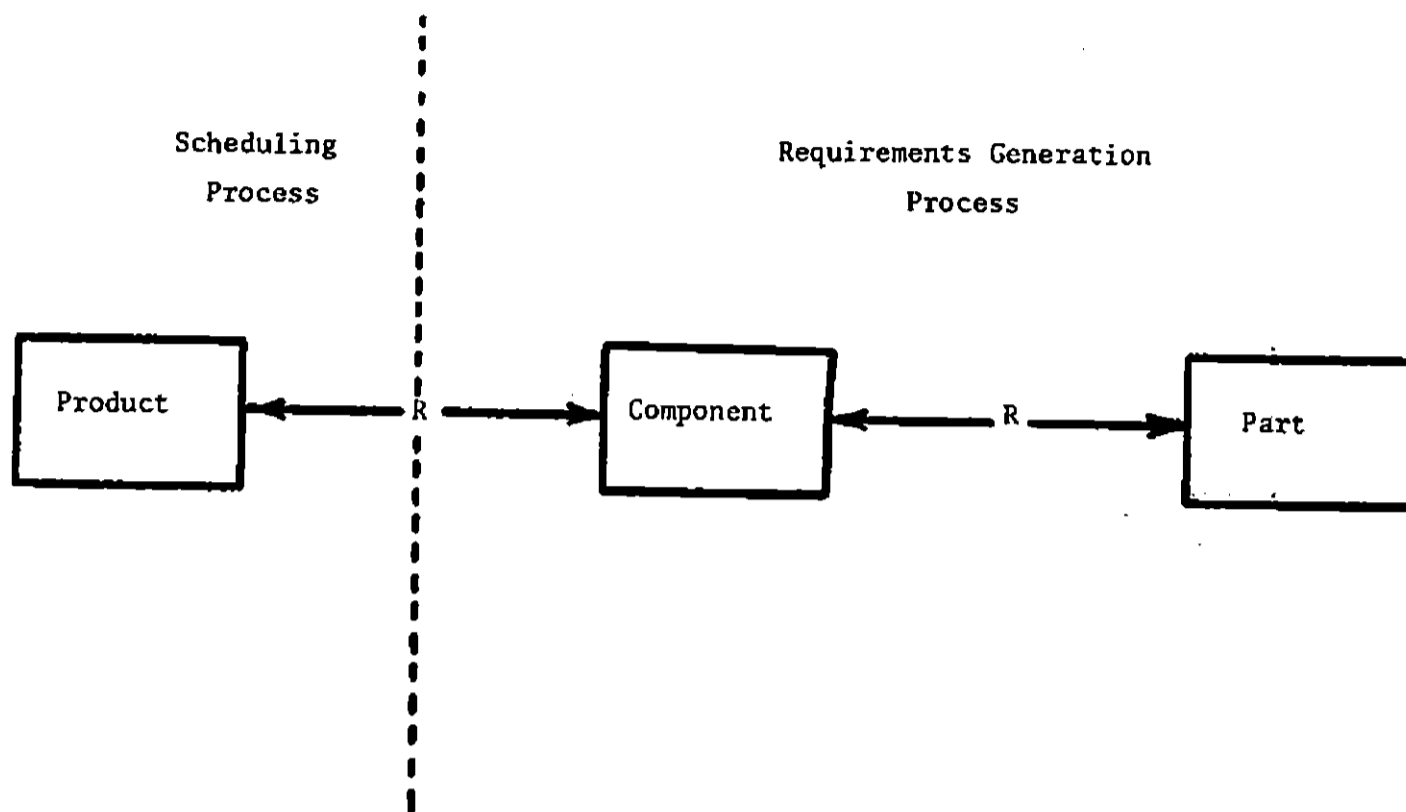 Scheduling
Process
Requirements Generation
Process
Product
R
Component
R
Part